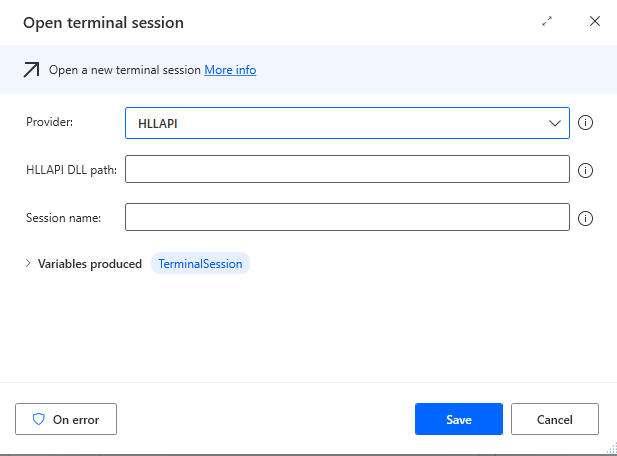 Open terminal session
Open a new terminal session More info
Provider:
HLLAPI
HLLAPI DLL path:
Session name:
Variables produced TerminalSession
On error
Save
Cancel